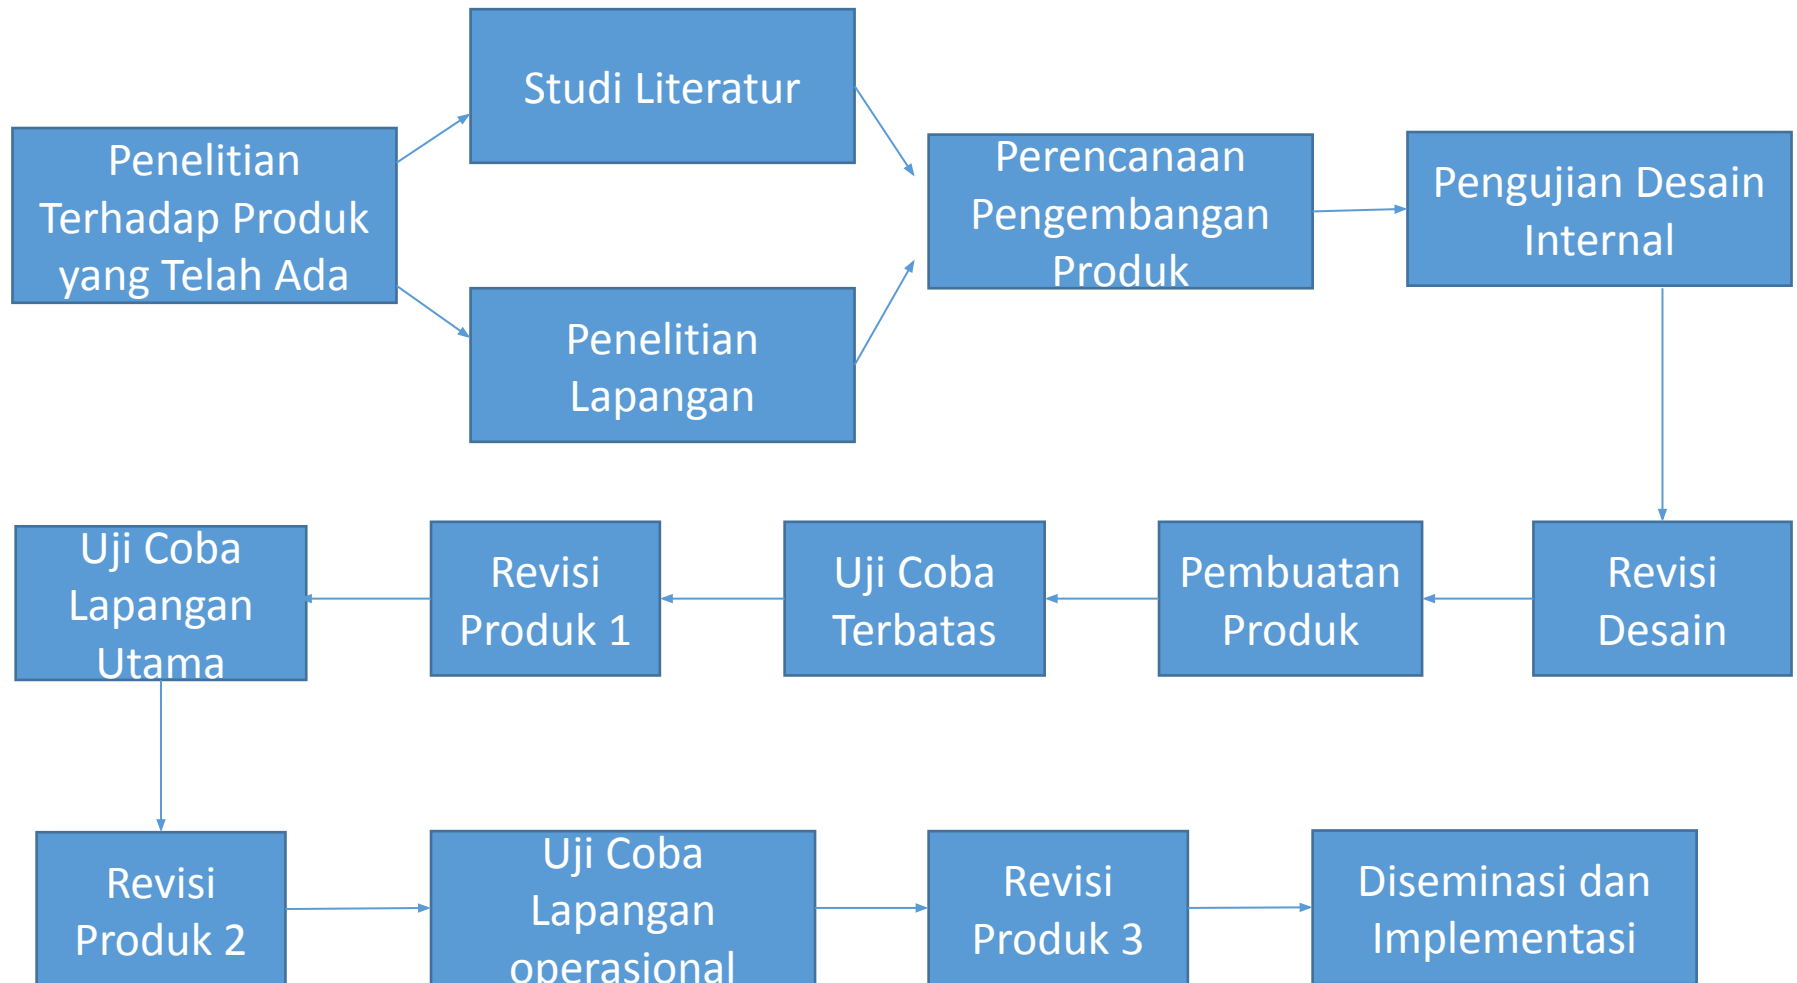 Penelitian
Terhadap Produk
yang Telah Ada
Studi Literatur
Penelitian
Lapangan
Perencanaan
Pengembangan
Produk
Pengujian Desain
Internal
Revisi
Desain
Pembuatan
Produk
Uji Coba
Terbatas
Revisi
Produk 1
Uji Coba
Lapangan
Utama
Revisi
Produk 2
Uji Coba
Lapangan
operasional
Revisi
Produk 3
Diseminasi dan
Implementasi